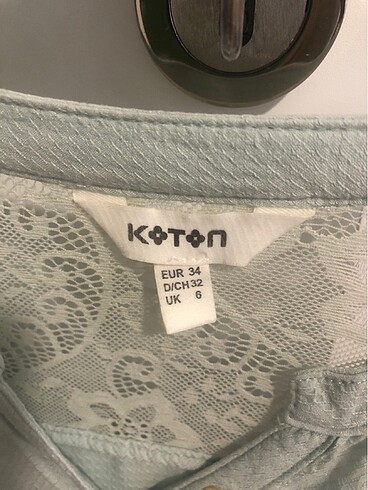 KOTON
EUR 34
D/CH 32
UK 6